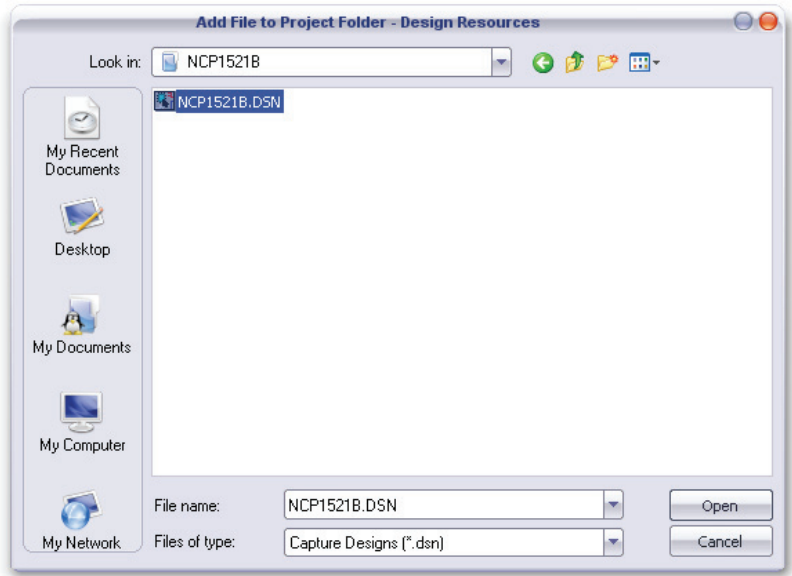 Add File to Project Folder - Design Resources
Look in: NCP1521B
NCP1521B.DSN
My Recent
Documents
Desktop
My Documents
My Computer
My Network
File name: NCP1521B.DSN Open
Files of type: Capture Designs (*.dsn) Cancel